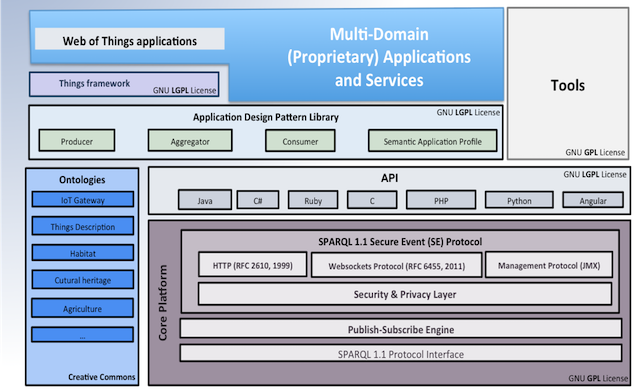 Web of Things applications
Multi-Domain
(Proprietary) Applications
and Services
Things framework
GNU LGPL License
Tools
GNU GPL License
GNU LGPL License
Application Design Pattern Library
Producer
Aggregator
Consumer
Semantic Application Profile
Ontologies
IoT Gateway
Things Description
Habitat
Cutural heritage
Agriculture
...
Creative Commons
API
GNU LGPL License
Java
C#
Ruby
C
PHP
Python
Angular
Core Platform
SPARQL 1.1 Secure Event (SE) Protocol
HTTP (RFC 2610, 1999)
Websockets Protocol (RFC 6455, 2011)
Management Protocol (JMX)
Security & Privacy Layer
Publish-Subscribe Engine
SPARQL 1.1 Protocol Interface
GNU GPL License